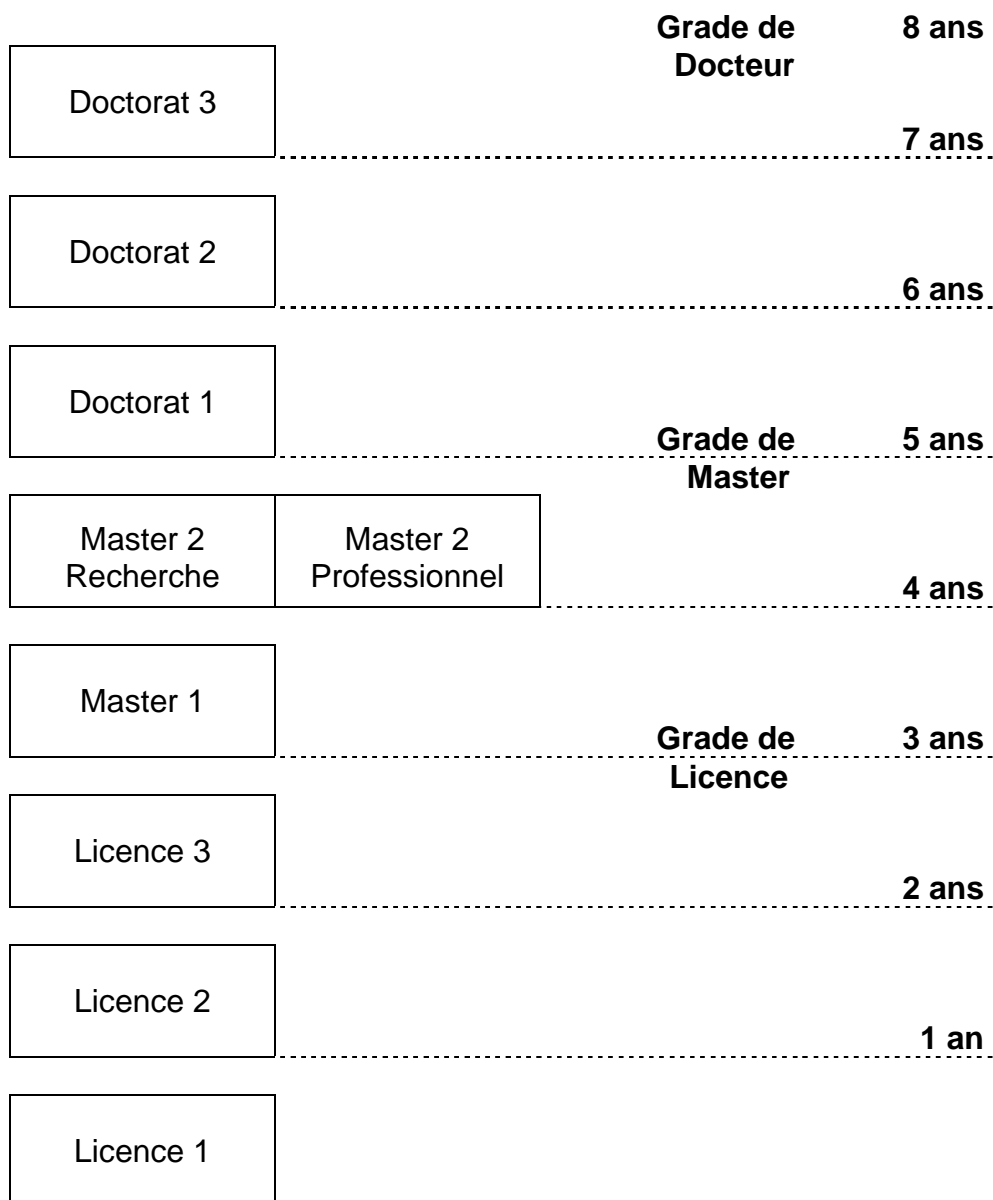 Grade de 8 ans
Docteur
Doctorat 3
7 ans
Doctorat 2
6 ans
Doctorat 1
Grade de 5 ans
Master
Master 2 Master 2
Recherche Professionnel
4 ans
Master 1
Grade de 3 ans
Licence
Licence 3
2 ans
Licence 2
1 an
Licence 1